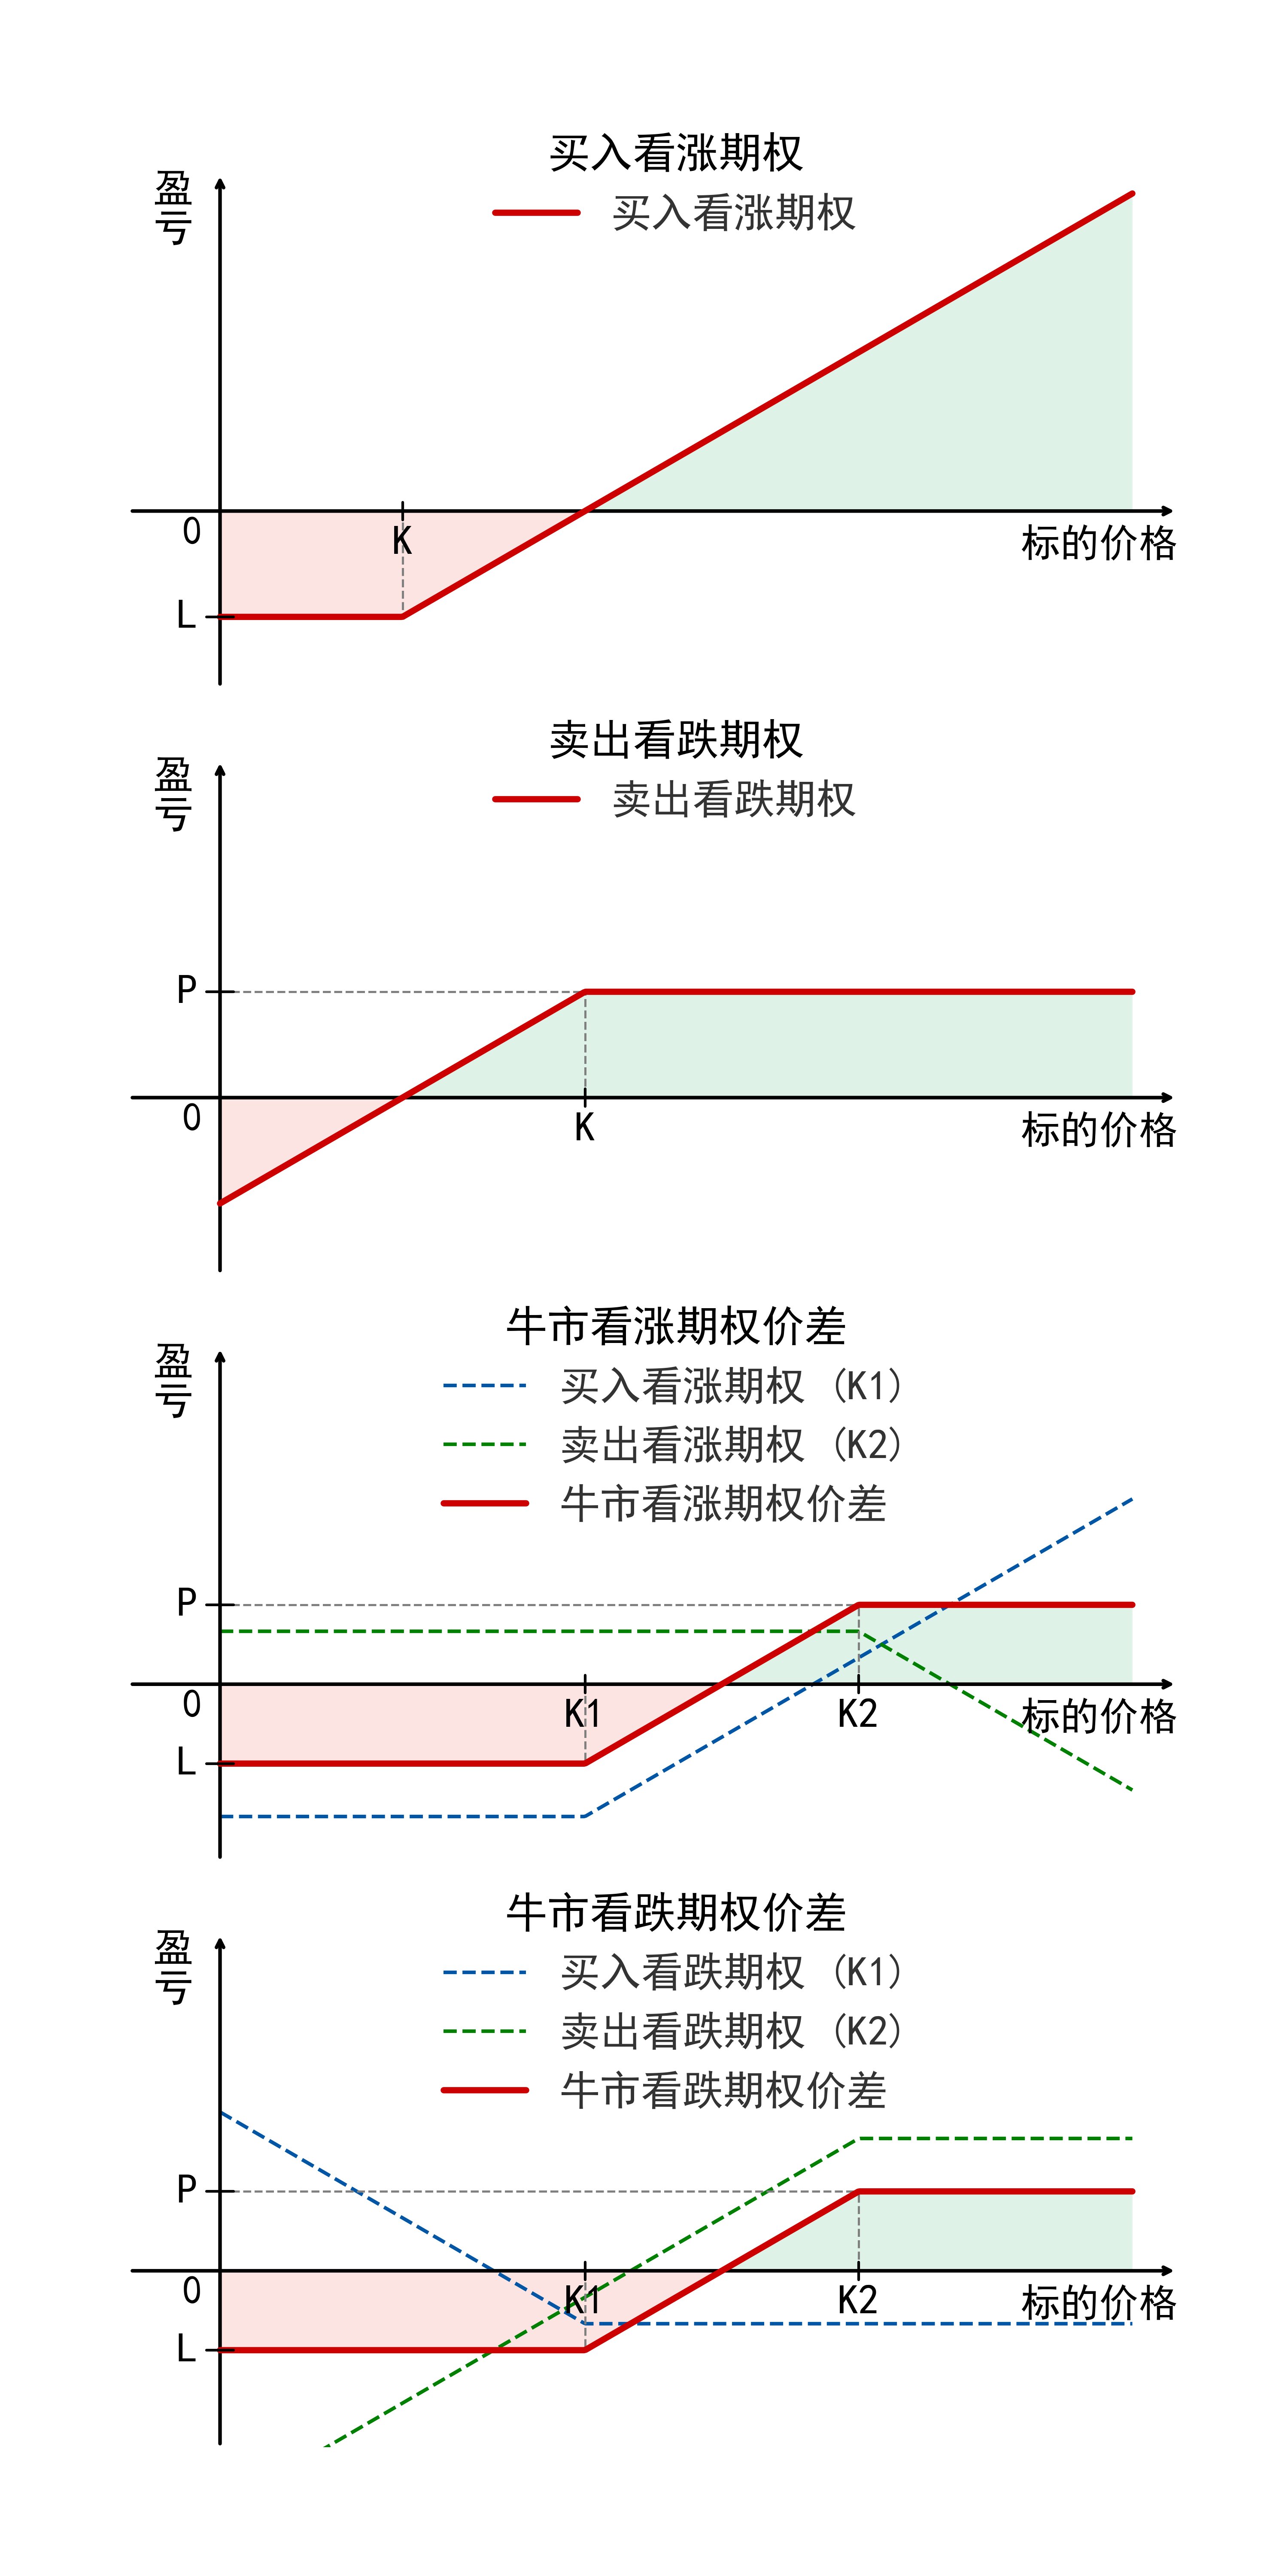 买入看涨期权
盈亏
买入看涨期权
0
K
标的价格
L
卖出看跌期权
盈亏
卖出看跌期权
P
0
K
标的价格
牛市看涨期权价差
盈亏
买入看涨期权 (K1)
卖出看涨期权 (K2)
牛市看涨期权价差
P
0
K1
K2
标的价格
L
牛市看跌期权价差
盈亏
买入看跌期权 (K1)
卖出看跌期权 (K2)
牛市看跌期权价差
P
0
K1
K2
标的价格
L